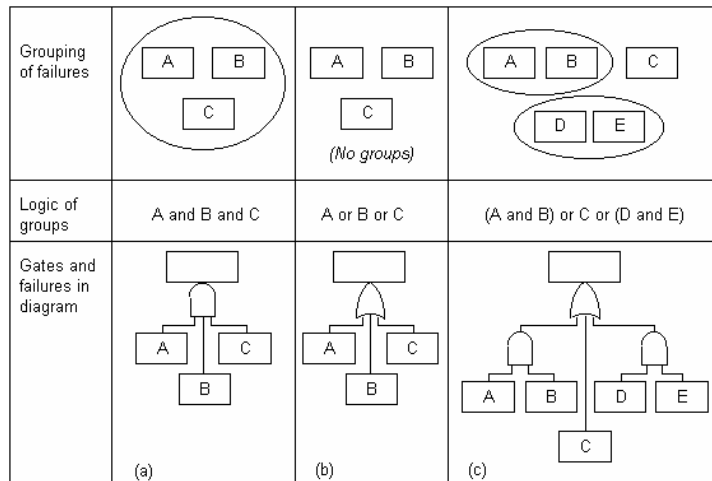 Grouping
of failures
A B
C
A B
C
(No groups)
A B C
D E
Logic of
groups
A and B and C
A or B or C
(A and B) or C or (D and E)
Gates and
failures in
diagram
A C
B
(a)
A C
B
(b)
A B D E
C
(c)